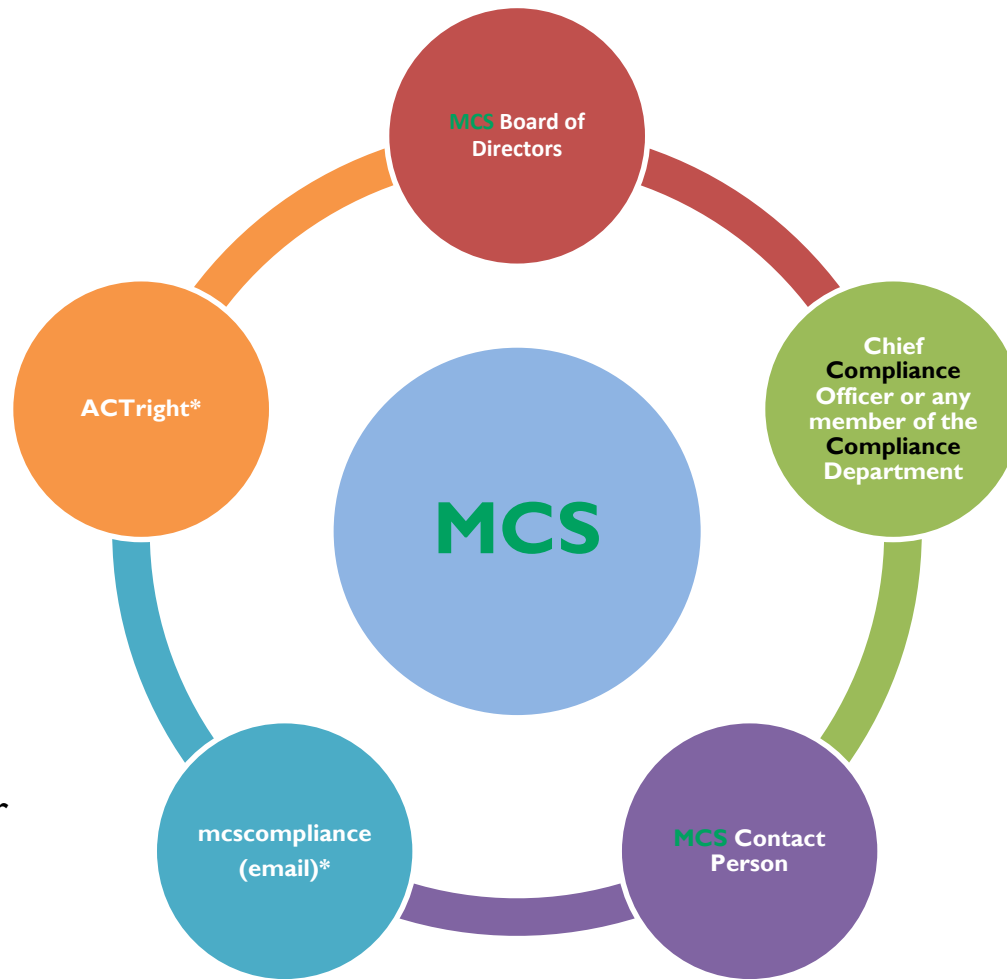 MCS Board of
Directors
Chief
Compliance
Officer or any
member of the
Compliance
Department
ACTright*
MCS
mcscompliance
(email)*
MCS Contact
Person